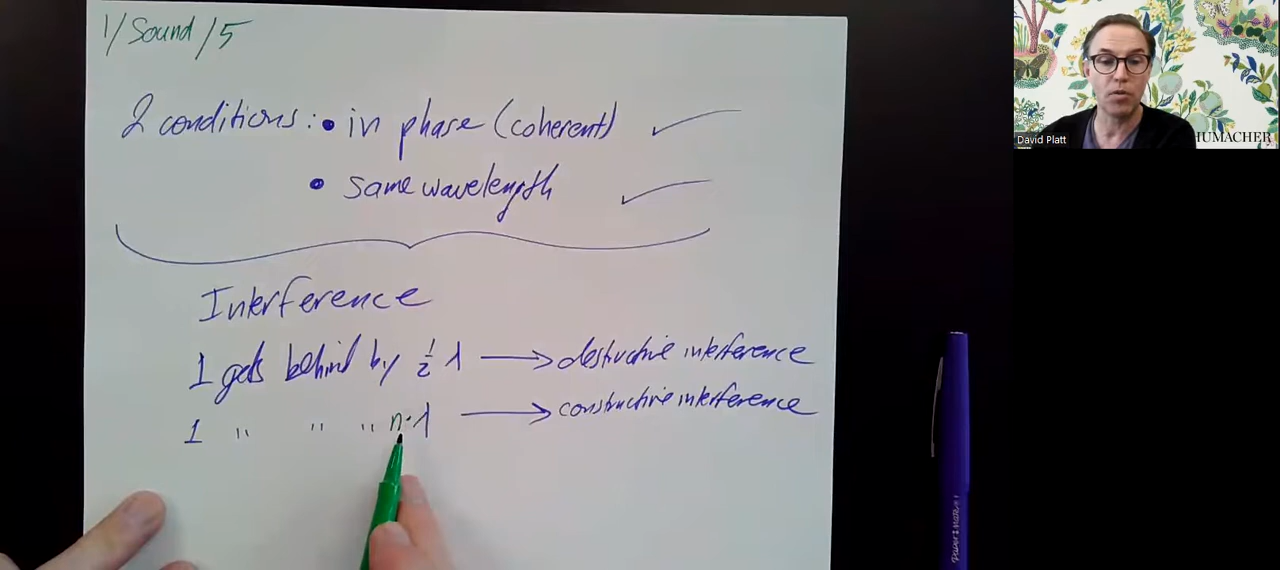 1/Sound/5
2 conditions: • in phase (coherent)
• same wavelength
Interference
1 gets behind by 1/2 λ → destructive interference
1 " " " n·λ → constructive interference
David Platt
HUMACHER